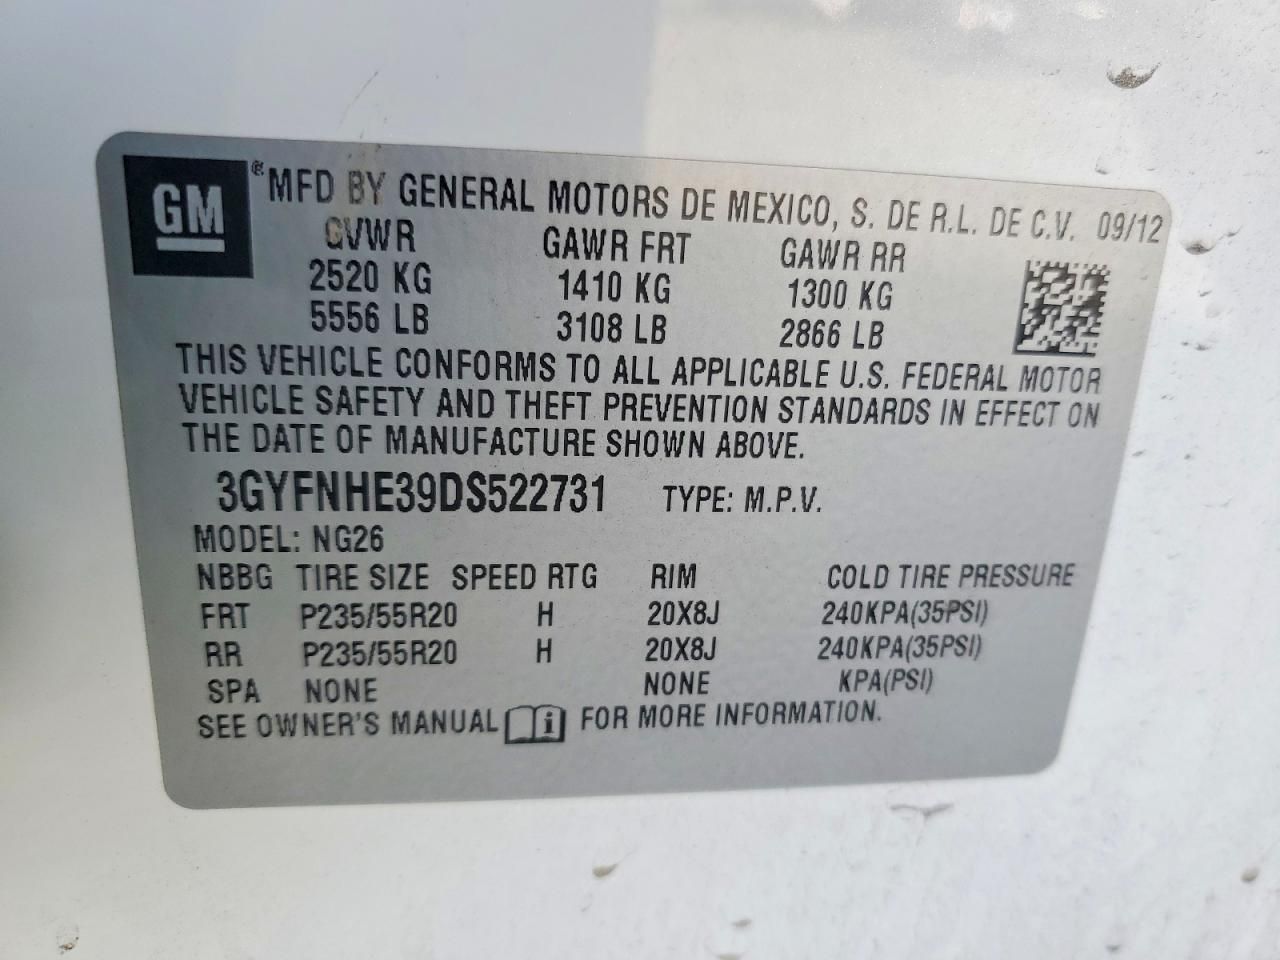 GM ® MFD BY GENERAL MOTORS DE MEXICO, S. DE R.L. DE C.V. 09/12
GVWR GAWR FRT GAWR RR
2520 KG 1410 KG 1300 KG
5556 LB 3108 LB 2866 LB
THIS VEHICLE CONFORMS TO ALL APPLICABLE U.S. FEDERAL MOTOR
VEHICLE SAFETY AND THEFT PREVENTION STANDARDS IN EFFECT ON
THE DATE OF MANUFACTURE SHOWN ABOVE.
3GYFNHE39DS522731 TYPE: M.P.V.
MODEL: NG26
NBBG TIRE SIZE SPEED RTG RIM COLD TIRE PRESSURE
FRT P235/55R20 H 20X8J 240KPA(35PSI)
RR P235/55R20 H 20X8J 240KPA(35PSI)
SPA NONE NONE KPA(PSI)
SEE OWNER'S MANUAL i FOR MORE INFORMATION.